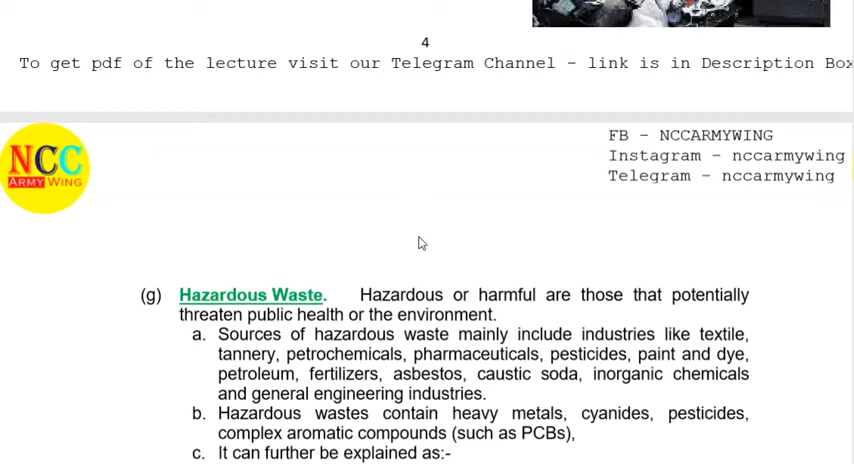 4
To get pdf of the lecture visit our Telegram Channel – link is in Description Box
NCC
ARMY WING
FB – NCCARMYWING
Instagram – nccarmywing
Telegram – nccarmywing
(g) Hazardous Waste. Hazardous or harmful are those that potentially
threaten public health or the environment.
a. Sources of hazardous waste mainly include industries like textile,
tannery, petrochemicals, pharmaceuticals, pesticides, paint and dye,
petroleum, fertilizers, asbestos, caustic soda, inorganic chemicals
and general engineering industries.
b. Hazardous wastes contain heavy metals, cyanides, pesticides,
complex aromatic compounds (such as PCBs),
c. It can further be explained as:-